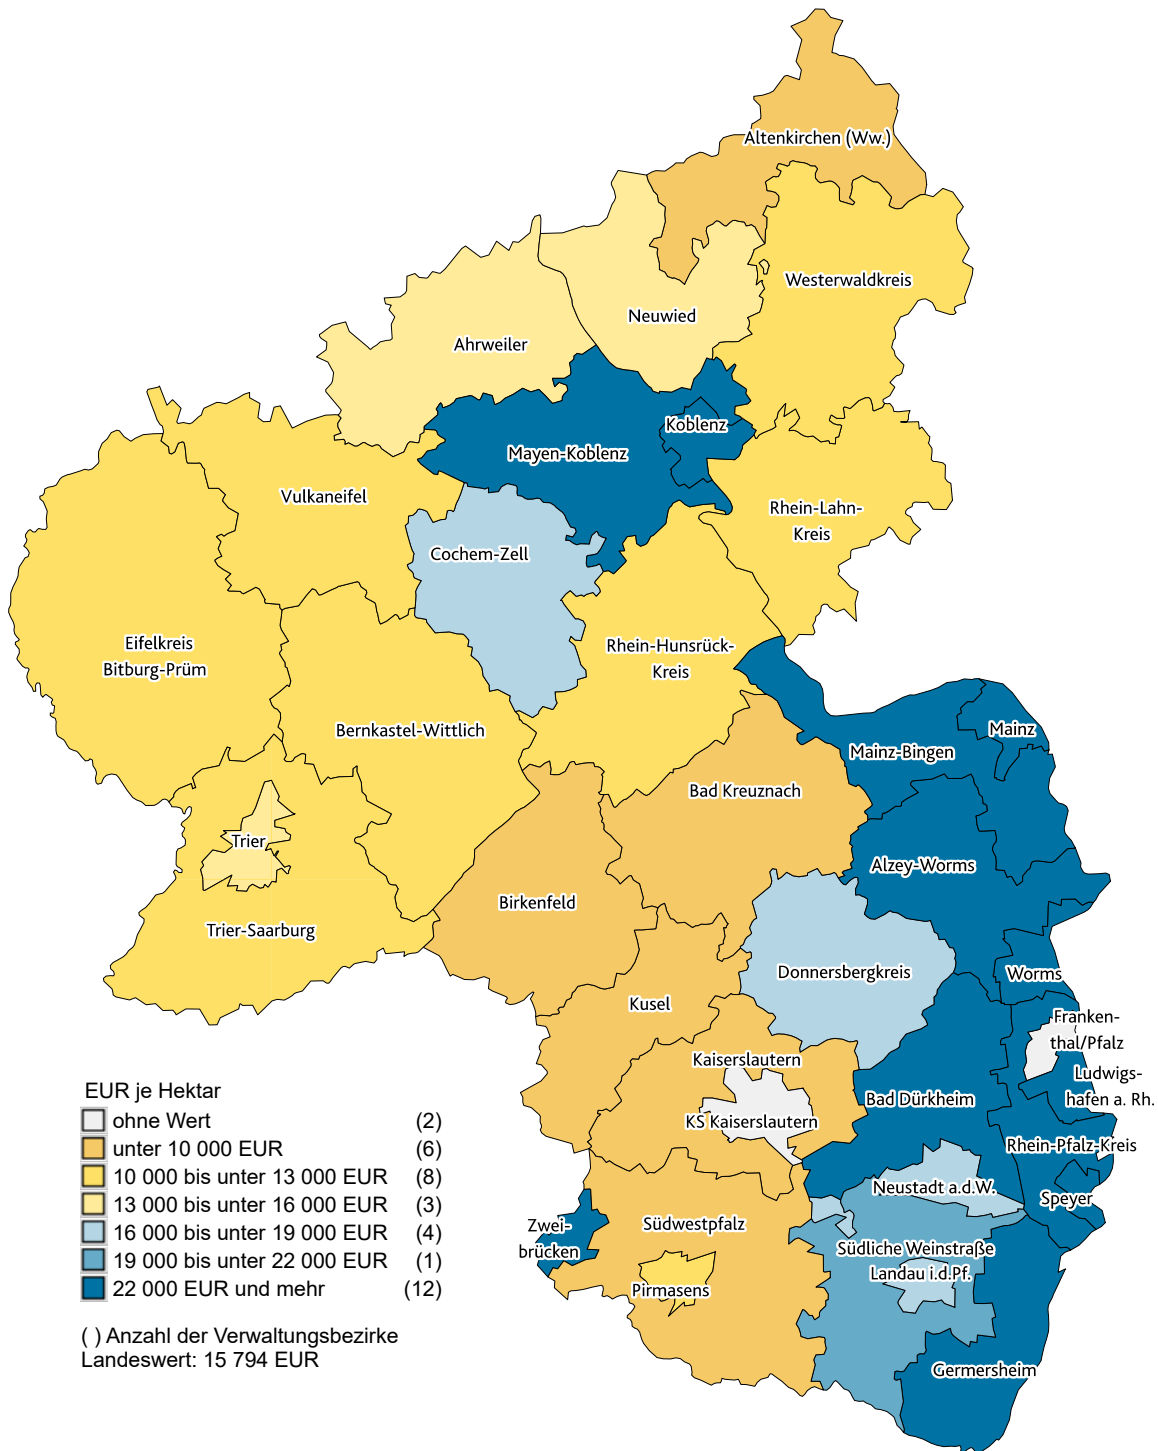 Altenkirchen (Ww.)
Westerwaldkreis
Neuwied
Ahrweiler
Koblenz
Mayen-Koblenz
Vulkaneifel
Rhein-Lahn-
Kreis
Cochem-Zell
Eifelkreis
Bitburg-Prüm
Rhein-Hunsrück-
Kreis
Bernkastel-Wittlich
Mainz
Mainz-Bingen
Bad Kreuznach
Trier
Alzey-Worms
Birkenfeld
Trier-Saarburg
Donnersbergkreis
Worms
Kusel
Franken-
thal/Pfalz
Kaiserslautern
Ludwigs-
hafen a. Rh.
Bad Dürkheim
KS Kaiserslautern
Rhein-Pfalz-Kreis
Neustadt a.d.W.
Speyer
Zwei-
brücken
Südwestpfalz
Südliche Weinstraße
Landau i.d.Pf.
Pirmasens
Germersheim
EUR je Hektar
ohne Wert (2)
unter 10 000 EUR (6)
10 000 bis unter 13 000 EUR (8)
13 000 bis unter 16 000 EUR (3)
16 000 bis unter 19 000 EUR (4)
19 000 bis unter 22 000 EUR (1)
22 000 EUR und mehr (12)
( ) Anzahl der Verwaltungsbezirke
Landeswert: 15 794 EUR